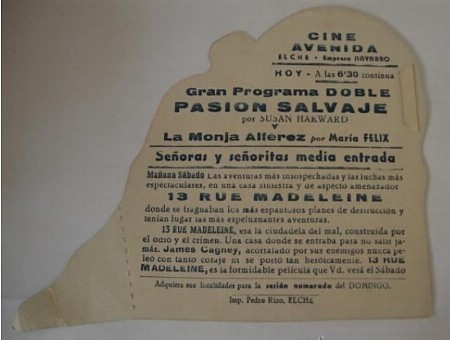 CINE
AVENIDA
ELCHE - Empresa NAVARRO
HOY - A las 6'30 continua
Gran Programa DOBLE
PASION SALVAJE
por SUSAN HARWARD
Y
La Monja Alférez por María FELIX
Señoras y señoritas media entrada
Mañana Sábado Las aventuras más insospechadas y las luchas más
espectaculares, en una casa siniestra y de aspecto amenazador
13 RUE MADELEINE
donde se fraguaban los más espantosos planes de destrucción y
tenían lugar las más espeluznantes aventuras.
13 RUE MADELEINE, esa la ciudadela del mal, construida por
el odio y el crimen. Una casa donde se entraba para no salir ja-
más. James Cagney, acorralado por sus enemigos nunca pe-
leó con tanto coraje ni se portó tan heróicamente. 13 RUE
MADELEINE, es la formidable película que Vd. verá el Sábado
Adquiera sus localidades para la sesión numerada del DOMINGO.
Imp. Pedro Rizo, ELCHE